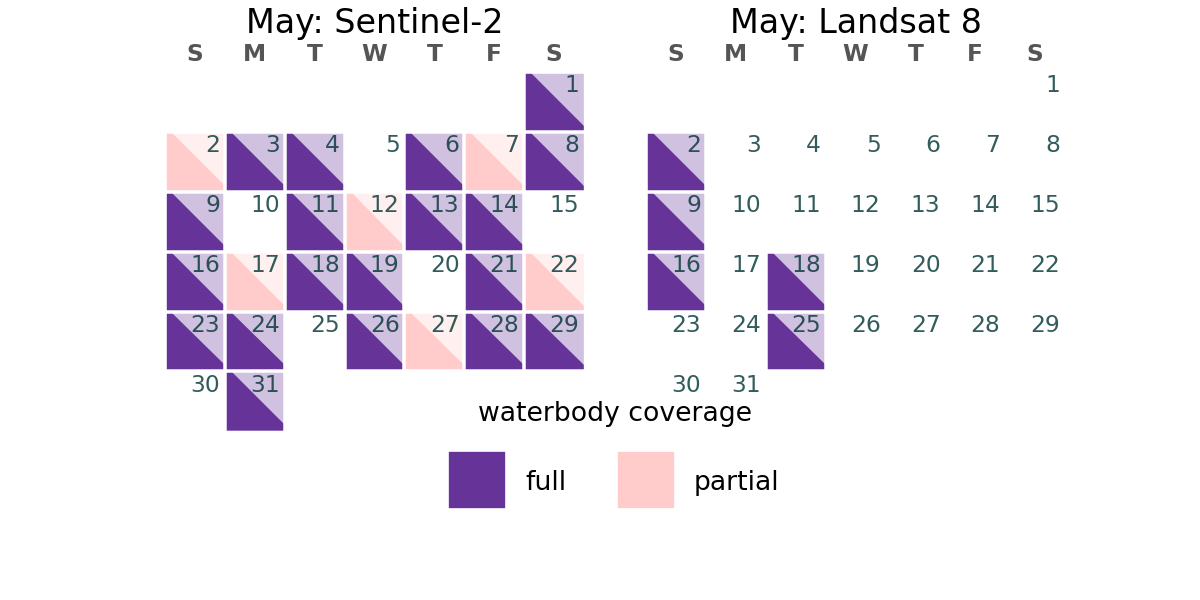 May: Sentinel-2
S M T W T F S
1
2 3 4 5 6 7 8
9 10 11 12 13 14 15
16 17 18 19 20 21 22
23 24 25 26 27 28 29
30 31
May: Landsat 8
S M T W T F S
1
2 3 4 5 6 7 8
9 10 11 12 13 14 15
16 17 18 19 20 21 22
23 24 25 26 27 28 29
30 31
waterbody coverage
full partial